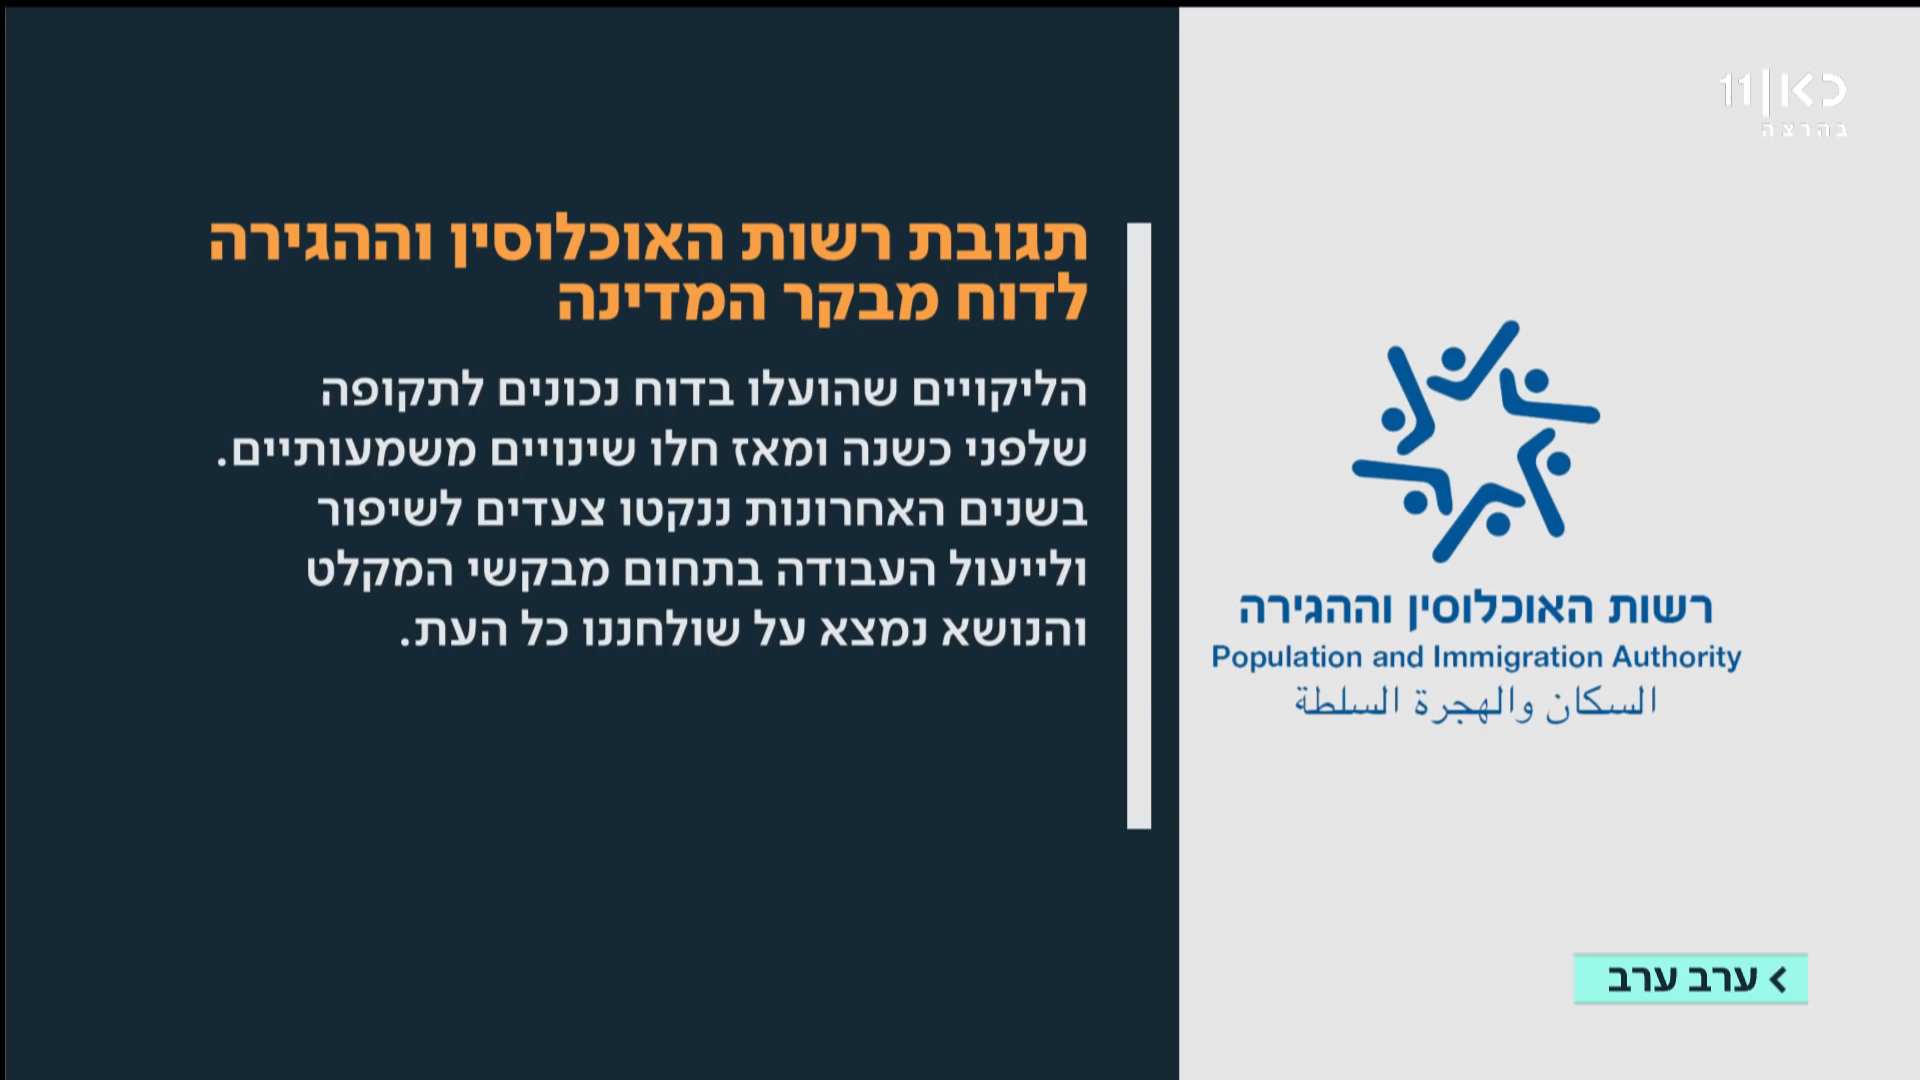 כאן 11
בהרצה
תגובת רשות האוכלוסין וההגירה
לדוח מבקר המדינה
הליקויים שהועלו בדוח נכונים לתקופה
שלפני כשנה ומאז חלו שינויים משמעותיים.
בשנים האחרונות ננקטו צעדים לשיפור
ולייעול העבודה בתחום מבקשי המקלט
והנושא נמצא על שולחננו כל העת.
רשות האוכלוסין וההגירה
Population and Immigration Authority
السكان والهجرة السلطة
ערב ערב